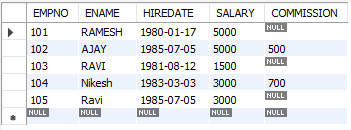 EMPNO ENAME HIREDATE SALARY COMMISSION
101 RAMESH 1980-01-17 5000 NULL
102 AJAY 1985-07-05 5000 500
103 RAVI 1981-08-12 1500 NULL
104 Nikesh 1983-03-03 3000 700
105 Ravi 1985-07-05 3000 NULL
NULL NULL NULL NULL NULL